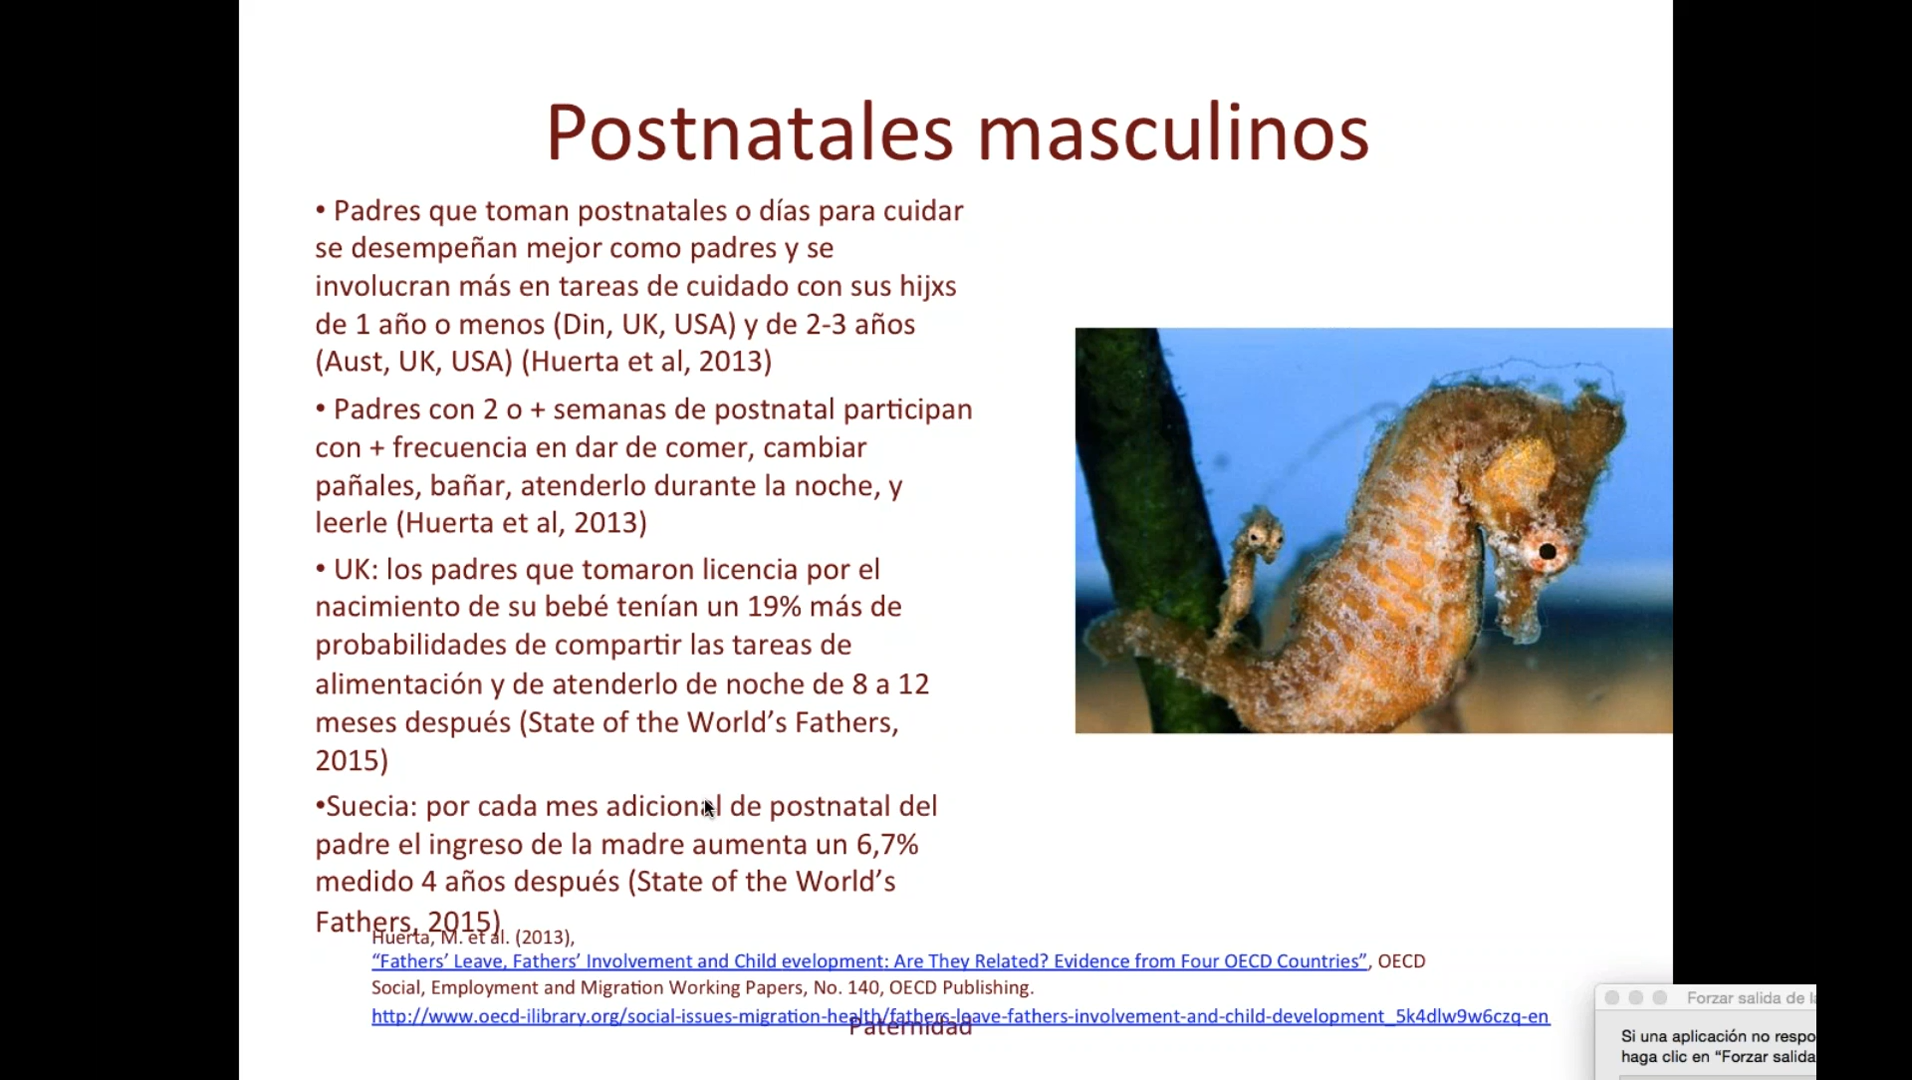 Postnatales masculinos
• Padres que toman postnatales o días para cuidar
se desempeñan mejor como padres y se
involucran más en tareas de cuidado con sus hijxs
de 1 año o menos (Din, UK, USA) y de 2-3 años
(Aust, UK, USA) (Huerta et al, 2013)
• Padres con 2 o + semanas de postnatal participan
con + frecuencia en dar de comer, cambiar
pañales, bañar, atenderlo durante la noche, y
leerle (Huerta et al, 2013)
• UK: los padres que tomaron licencia por el
nacimiento de su bebé tenían un 19% más de
probabilidades de compartir las tareas de
alimentación y de atenderlo de noche de 8 a 12
meses después (State of the World’s Fathers,
2015)
•Suecia: por cada mes adicional de postnatal del
padre el ingreso de la madre aumenta un 6,7%
medido 4 años después (State of the World’s
Fathers, 2015)
Huerta, M. et al. (2013),
“Fathers’ Leave, Fathers’ Involvement and Child evelopment: Are They Related? Evidence from Four OECD Countries”, OECD
Social, Employment and Migration Working Papers, No. 140, OECD Publishing.
http://www.oecd-ilibrary.org/social-issues-migration-health/fathers-leave-fathers-involvement-and-child-development_5k4dlw9w6czq-en
Paternidad
Forzar salida de
Si una aplicación no respo
haga clic en “Forzar salida